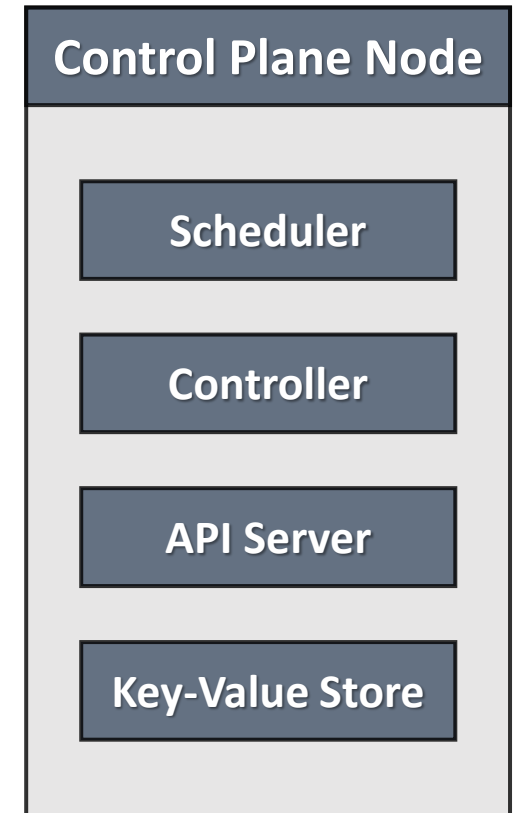 Control Plane Node
Scheduler
Controller
API Server
Key-Value Store